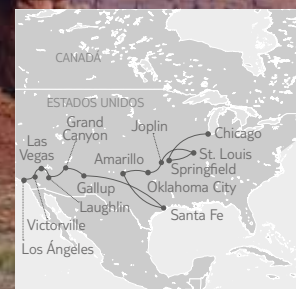 CANADÁ
ESTADOS UNIDOS
Grand
Canyon
Joplin
Chicago
Las
Vegas
Amarillo
St. Louis
Springfield
Gallup
Oklahoma City
Laughlin
Santa Fe
Victorville
Los Ángeles